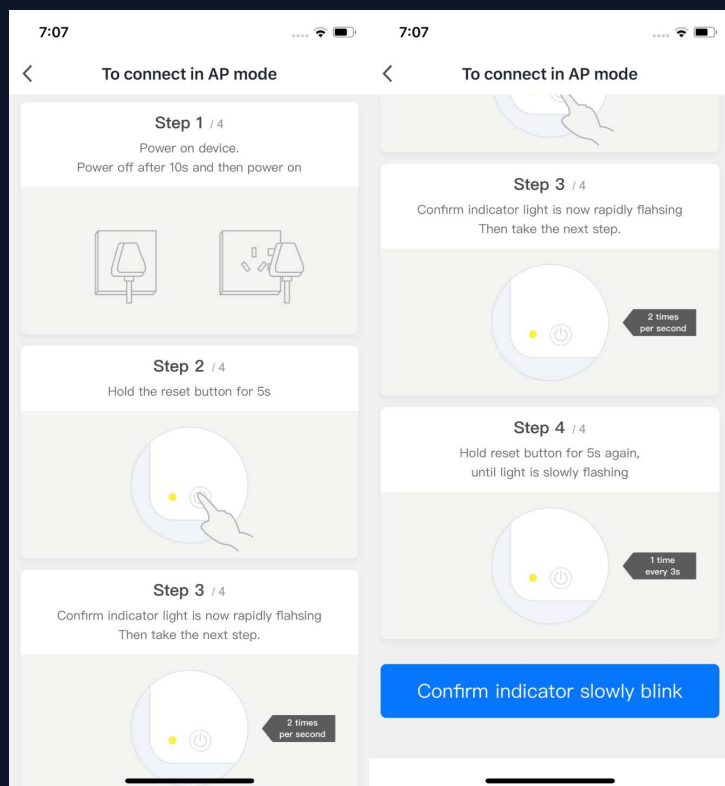 7:07
To connect in AP mode
Step 1 / 4
Power on device.
Power off after 10s and then power on
Step 2 / 4
Hold the reset button for 5s
Step 3 / 4
Confirm indicator light is now rapidly flahsing
Then take the next step.
2 times
per second
7:07
To connect in AP mode
Step 3 / 4
Confirm indicator light is now rapidly flahsing
Then take the next step.
2 times
per second
Step 4 / 4
Hold reset button for 5s again,
until light is slowly flashing
1 time
every 3s
Confirm indicator slowly blink